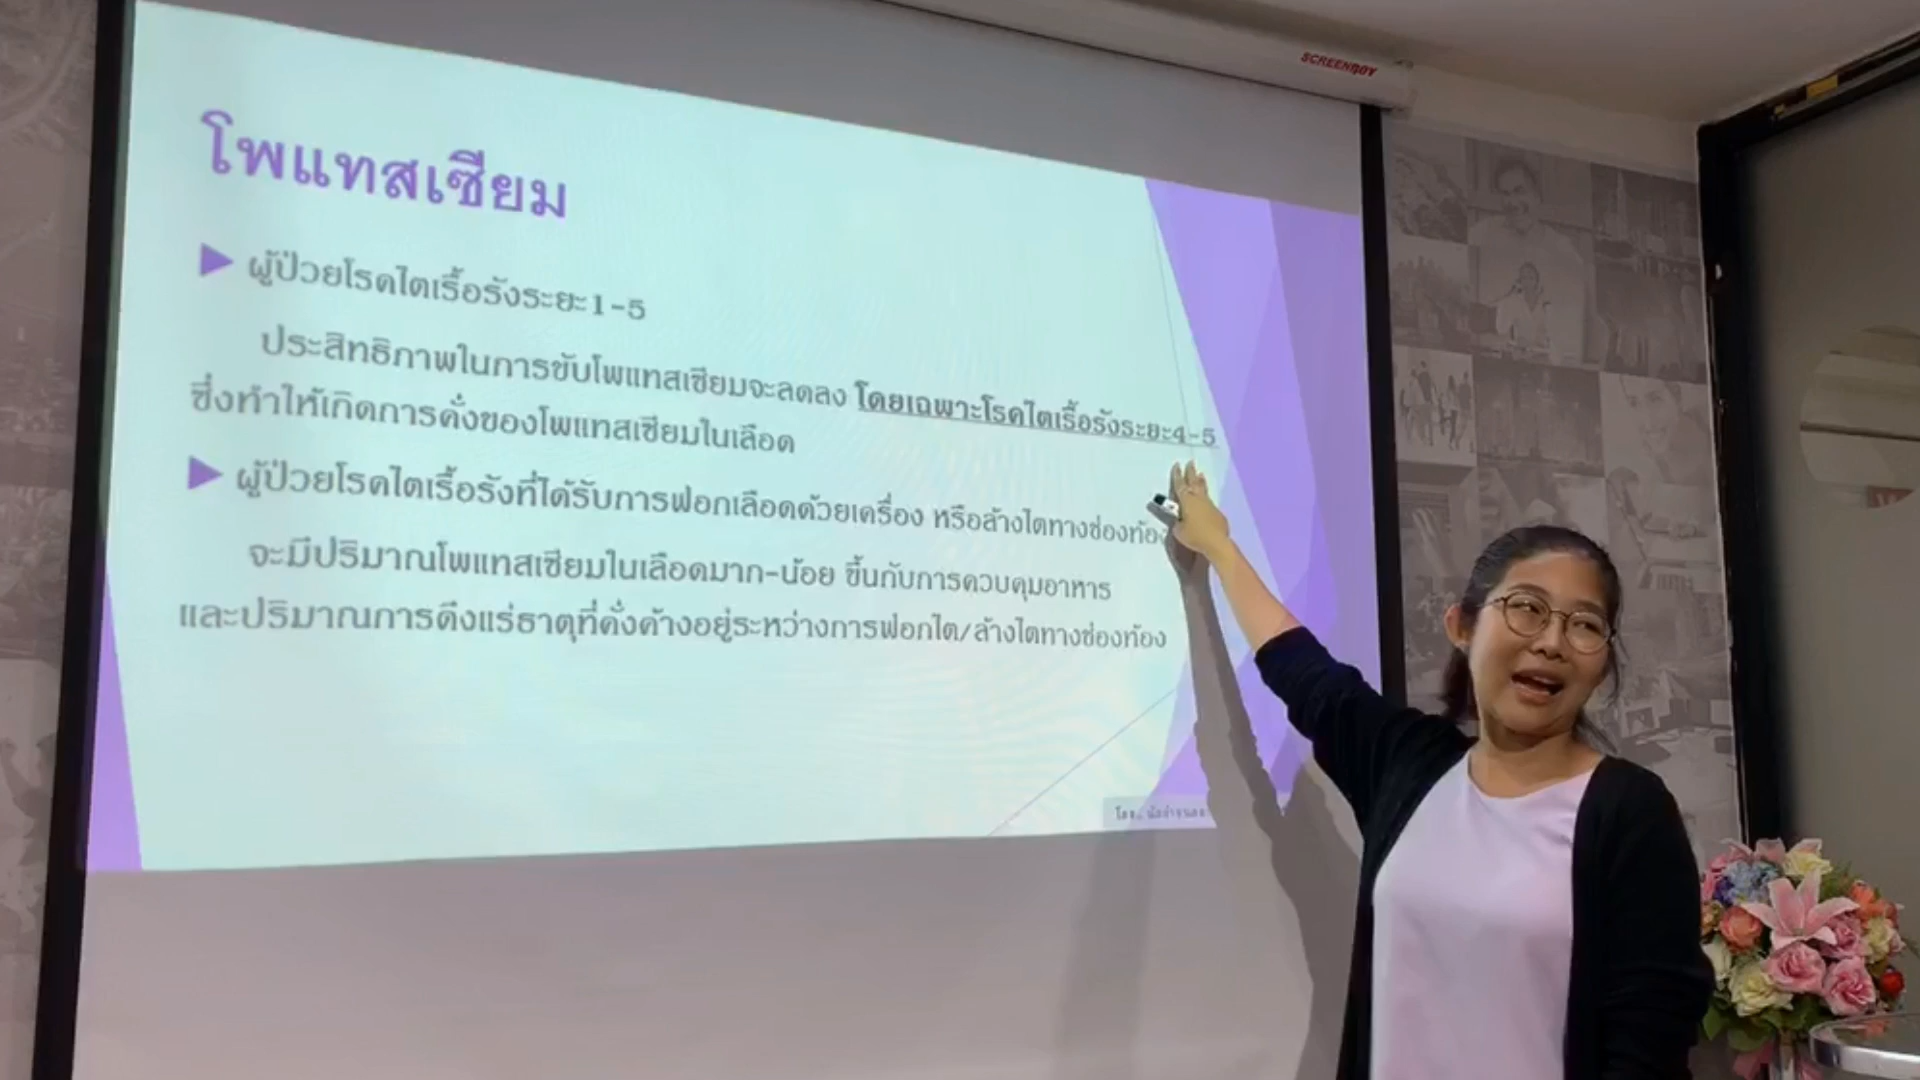 SCREENBOY
โพแทสเซียม
ผู้ป่วยโรคไตเรื้อรังระยะ1-5
ประสิทธิภาพในการขับโพแทสเซียมจะลดลง โดยเฉพาะโรคไตเรื้อรังระยะ4-5
ซึ่งทำให้เกิดการคั่งของโพแทสเซียมในเลือด
ผู้ป่วยโรคไตเรื้อรังที่ได้รับการฟอกเลือดด้วยเครื่อง หรือล้างไตทางช่องท้อง
จะมีปริมาณโพแทสเซียมในเลือดมาก-น้อย ขึ้นกับการควบคุมอาหาร
และปริมาณการดึงแร่ธาตุที่คั่งค้างอยู่ระหว่างการฟอกไต/ล้างไตทางช่องท้อง